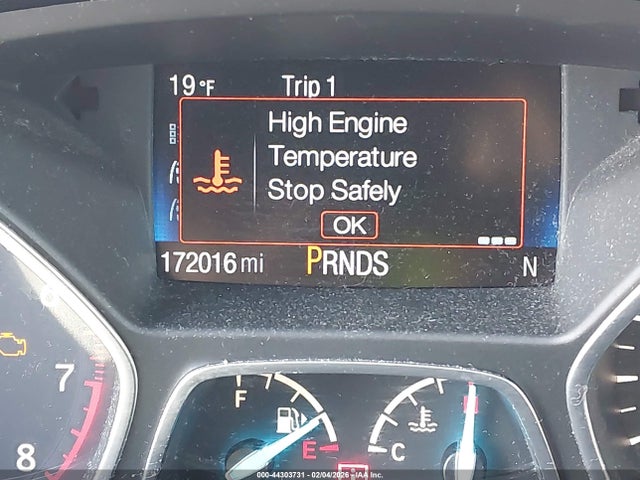 19°F Trip 1
High Engine
Temperature
Stop Safely
OK
172016 mi PRNDS N
7
8
F
E
C
000-44303731 - 02/04/2026 - IAA Inc.